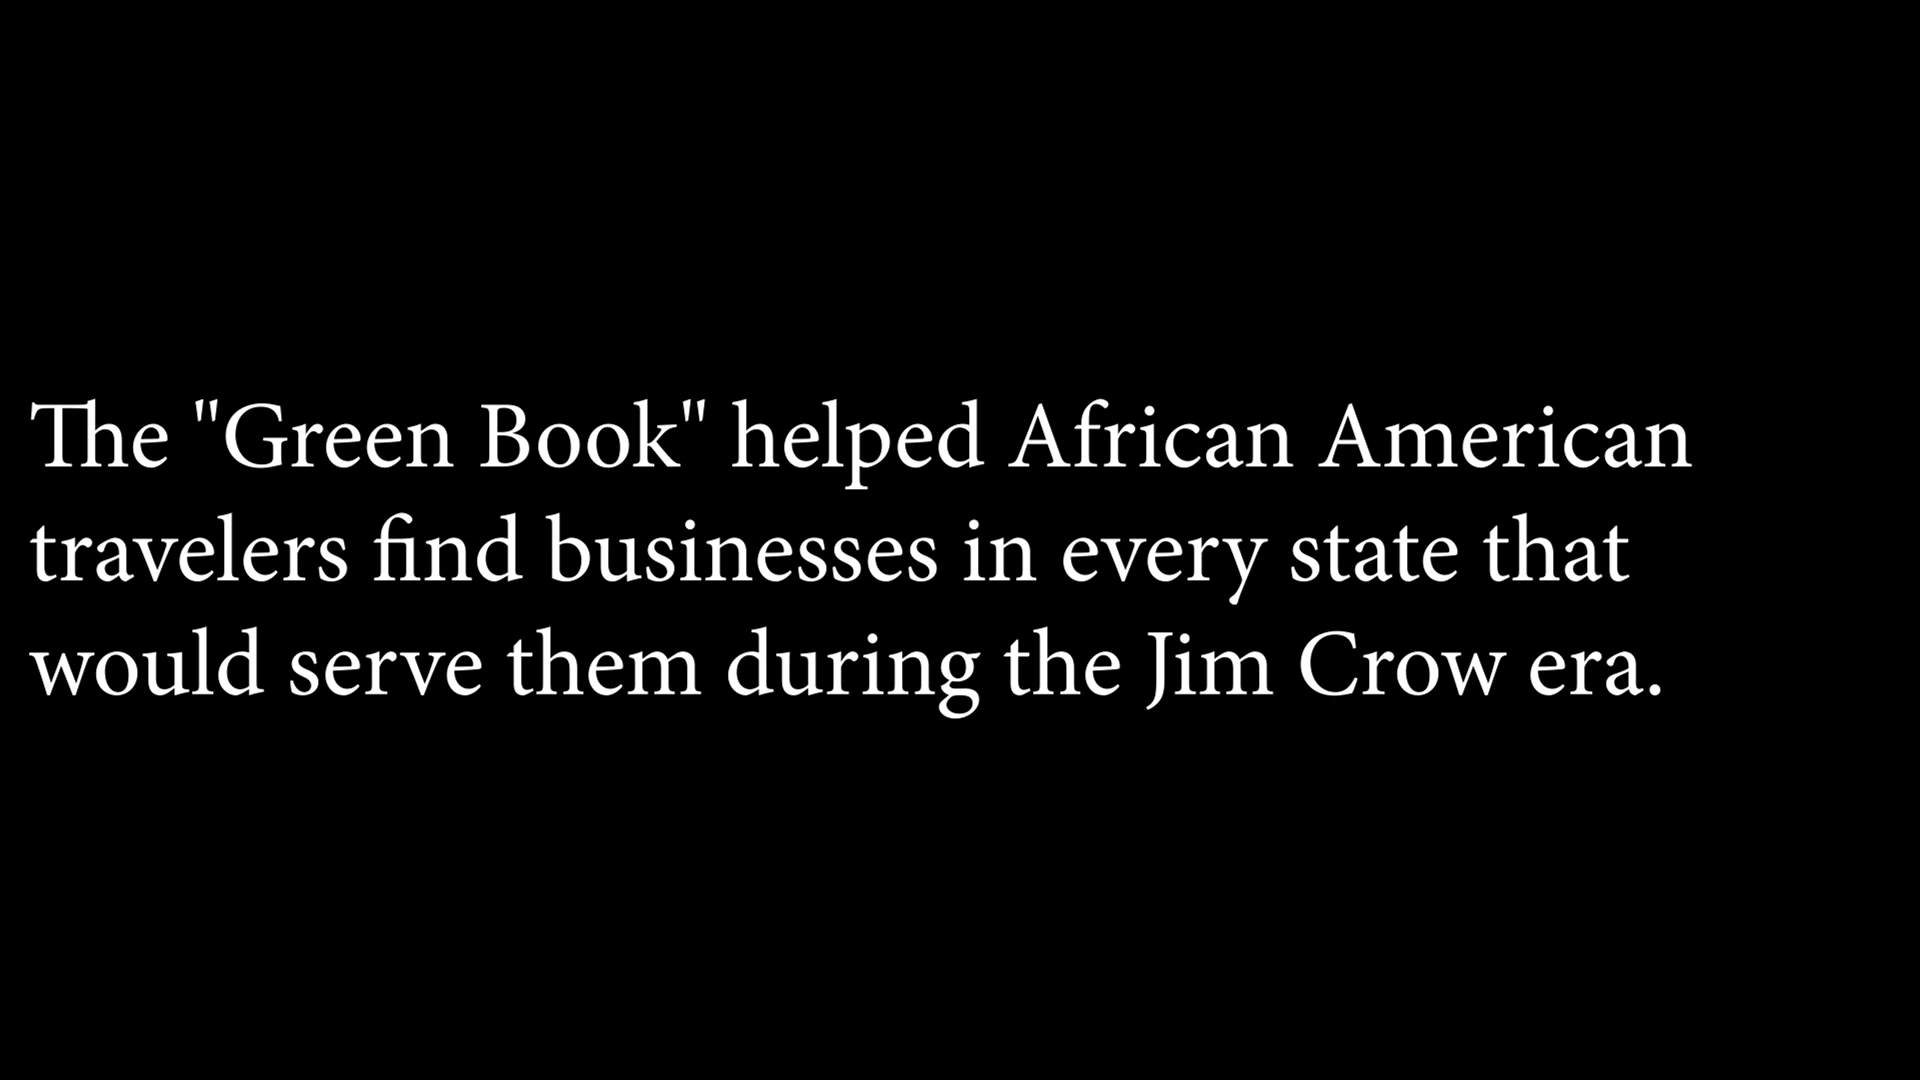 The "Green Book" helped African American
travelers find businesses in every state that
would serve them during the Jim Crow era.